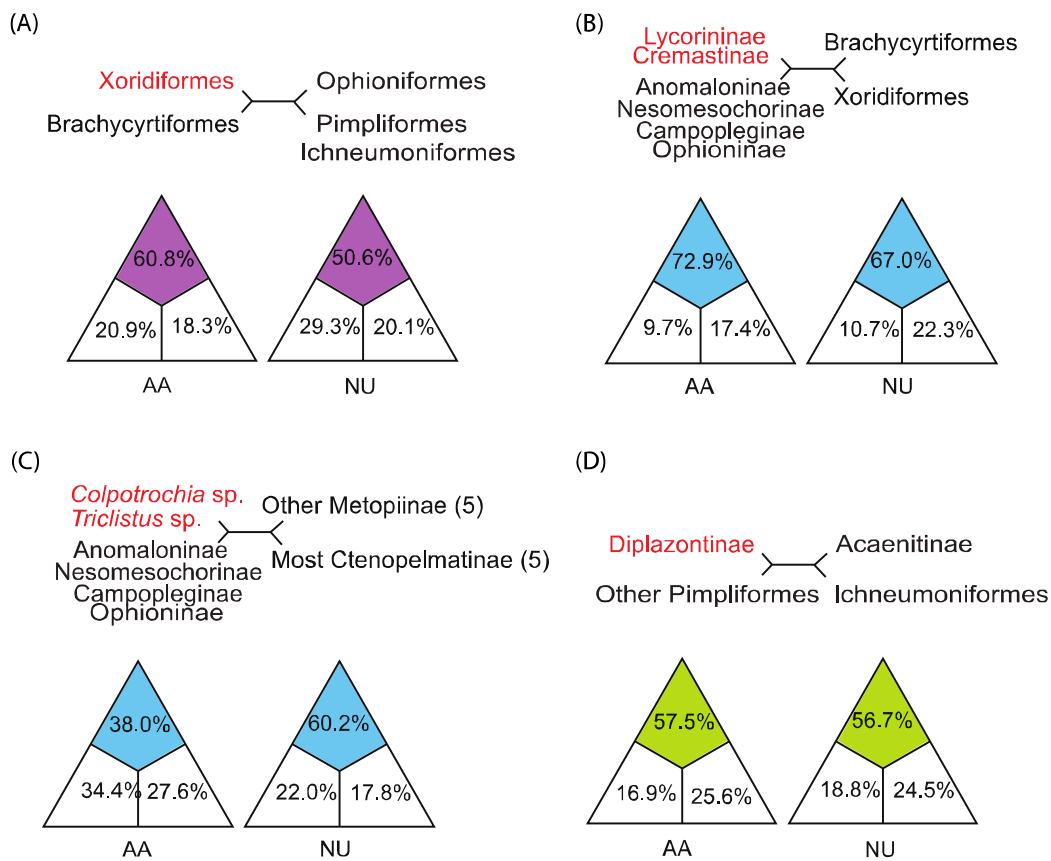 (A)
Xoridiformes
Ophioniformes
Brachycyrtiformes
Pimpliformes
Ichneumoniformes
60.8%
20.9%
18.3%
AA
50.6%
29.3%
20.1%
NU
(B)
Lycorininae
Cremastinae
Brachycyrtiformes
Anomaloninae
Nesomesochorinae
Campopleginae
Ophioninae
Xoridiformes
72.9%
9.7%
17.4%
AA
67.0%
10.7%
22.3%
NU
(C)
Colpotrochia sp.
Triclistus sp.
Other Metopiinae (5)
Anomaloninae
Nesomesochorinae
Campopleginae
Ophioninae
Most Ctenopelmatinae (5)
38.0%
34.4%
27.6%
AA
60.2%
22.0%
17.8%
NU
(D)
Diplazontinae
Acaenitinae
Other Pimpliformes
Ichneumoniformes
57.5%
16.9%
25.6%
AA
56.7%
18.8%
24.5%
NU